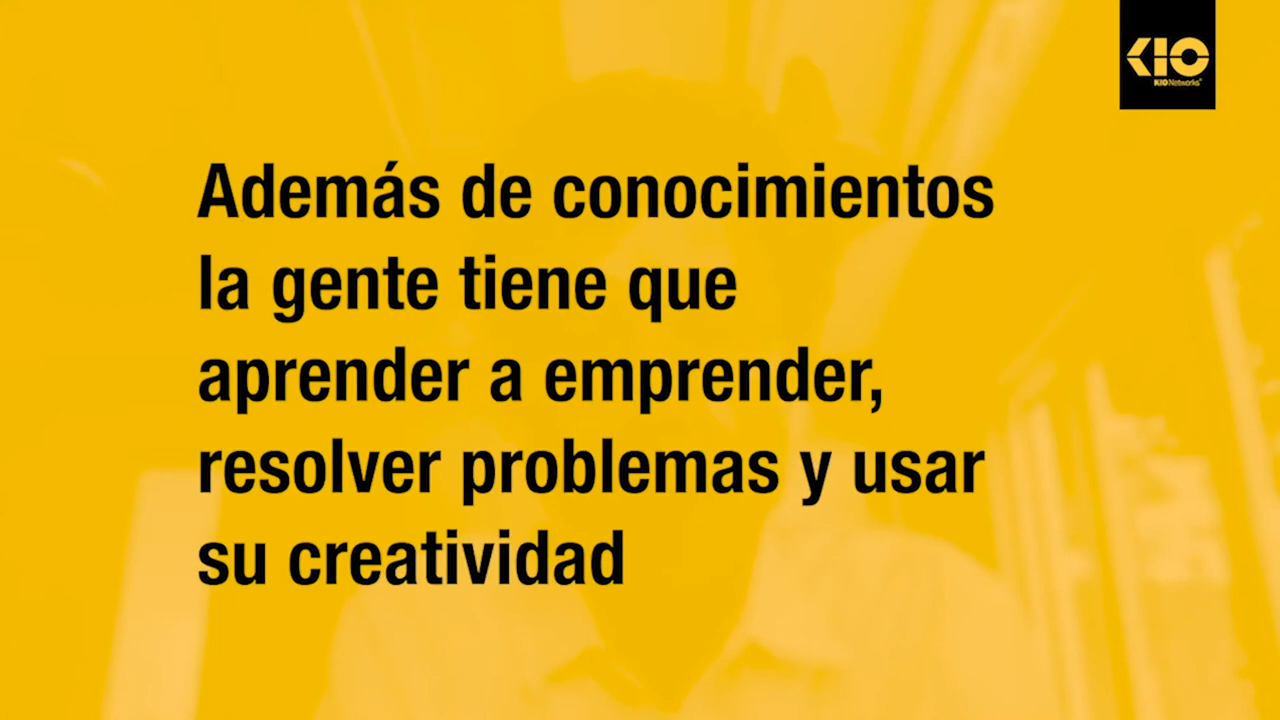 KIO
KIO Networks
Además de conocimientos
la gente tiene que
aprender a emprender,
resolver problemas y usar
su creatividad